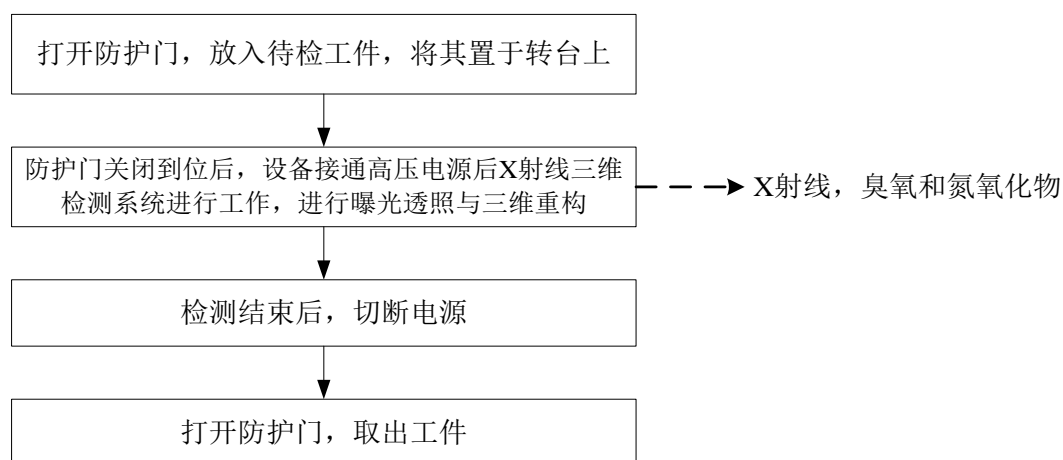 打开防护门，放入待检工件，将其置于转台上
防护门关闭到位后，设备接通高压电源后X射线三维
检测系统进行工作，进行曝光透照与三维重构
X射线，臭氧和氮氧化物
检测结束后，切断电源
打开防护门，取出工件